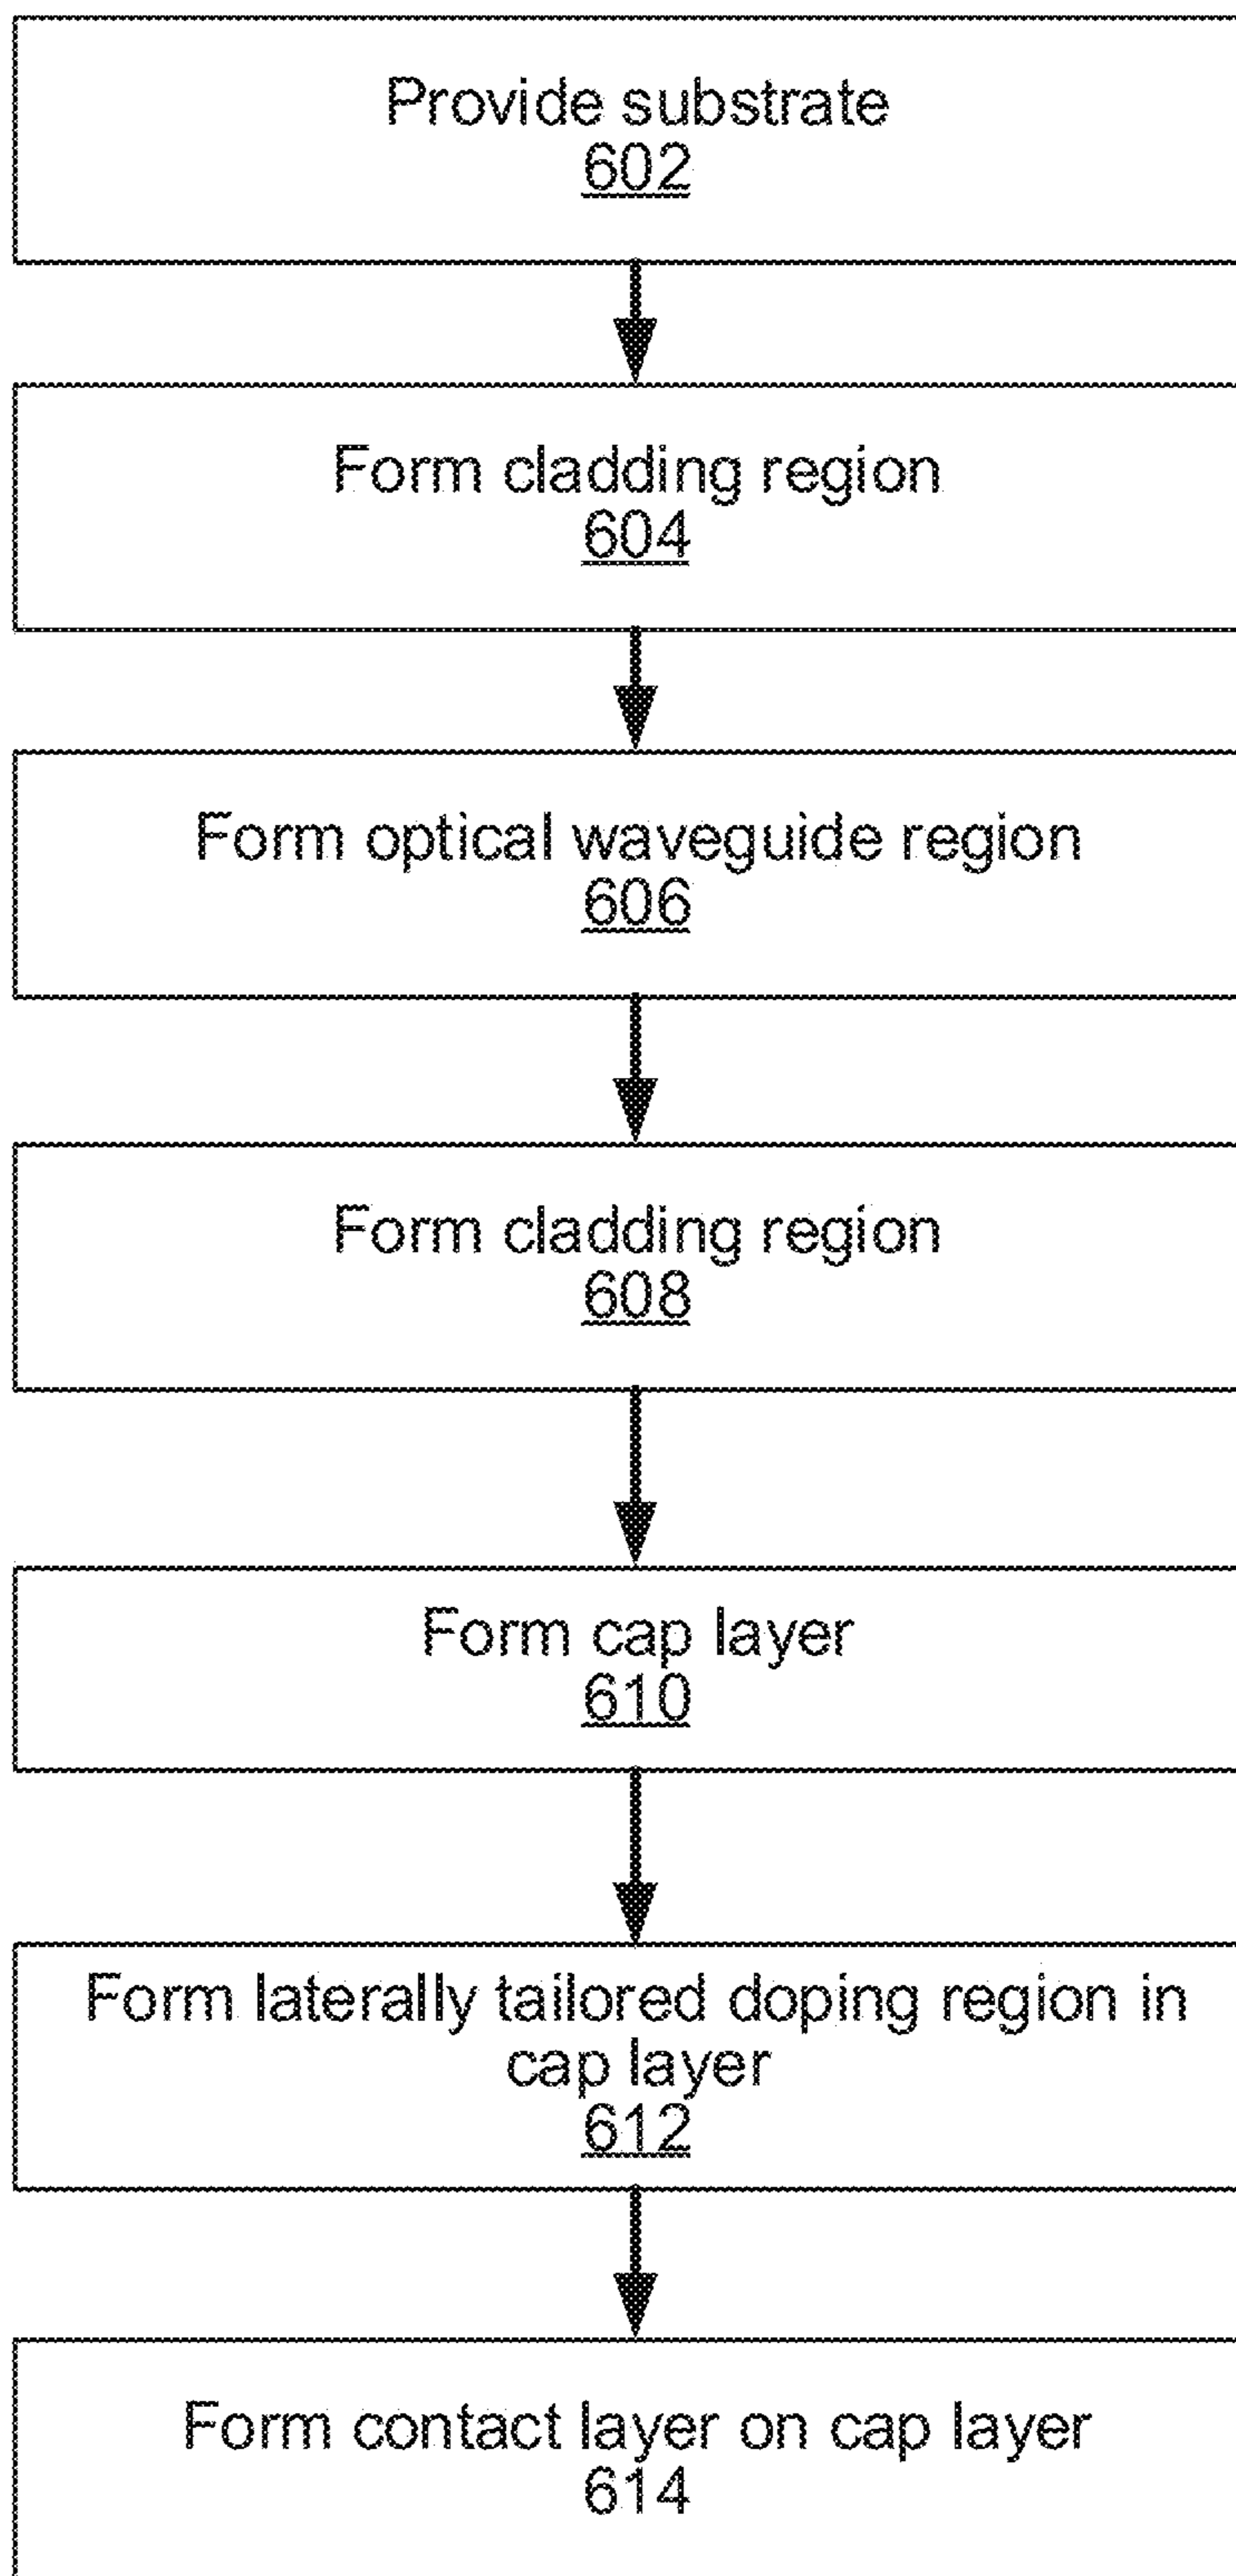 Provide substrate
602
Form cladding region
604
Form optical waveguide region
606
Form cladding region
608
Form cap layer
610
Form laterally tailored doping region in
cap layer
612
Form contact layer on cap layer
614